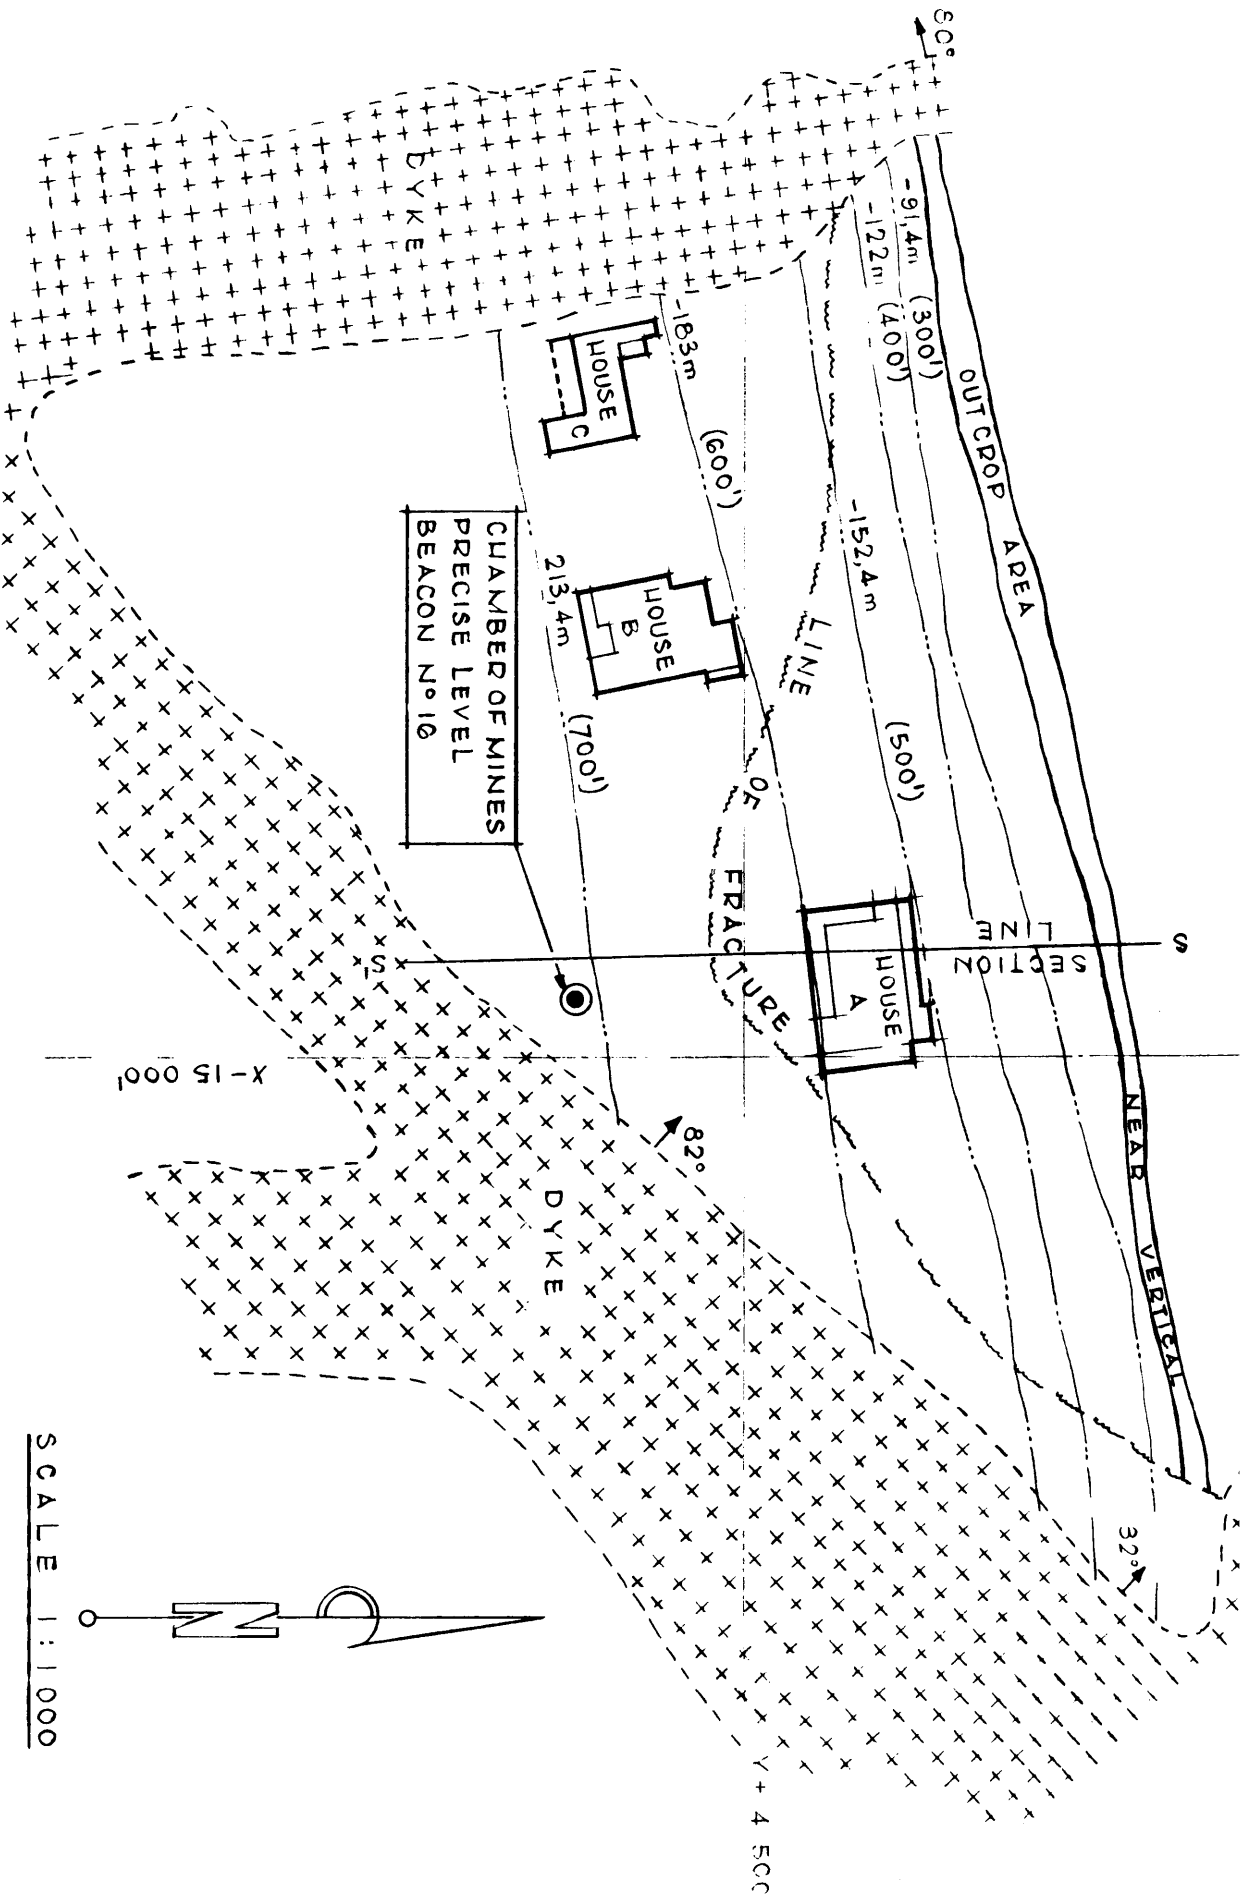 80°
DYKE
-91,4m (300')
-122m (400')
OUTCROP AREA
NEAR VERTICAL
-152,4m (500')
-183m (600')
213,4m (700')
LINE OF FRACTURE
HOUSE
A
HOUSE
B
HOUSE
C
S
SECTION
LINE
S'
CHAMBER OF MINES
PRECISE LEVEL
BEACON Nº 16
X-15 000'
82°
DYKE
32°
Y + 4 500
N
SCALE 1:1000